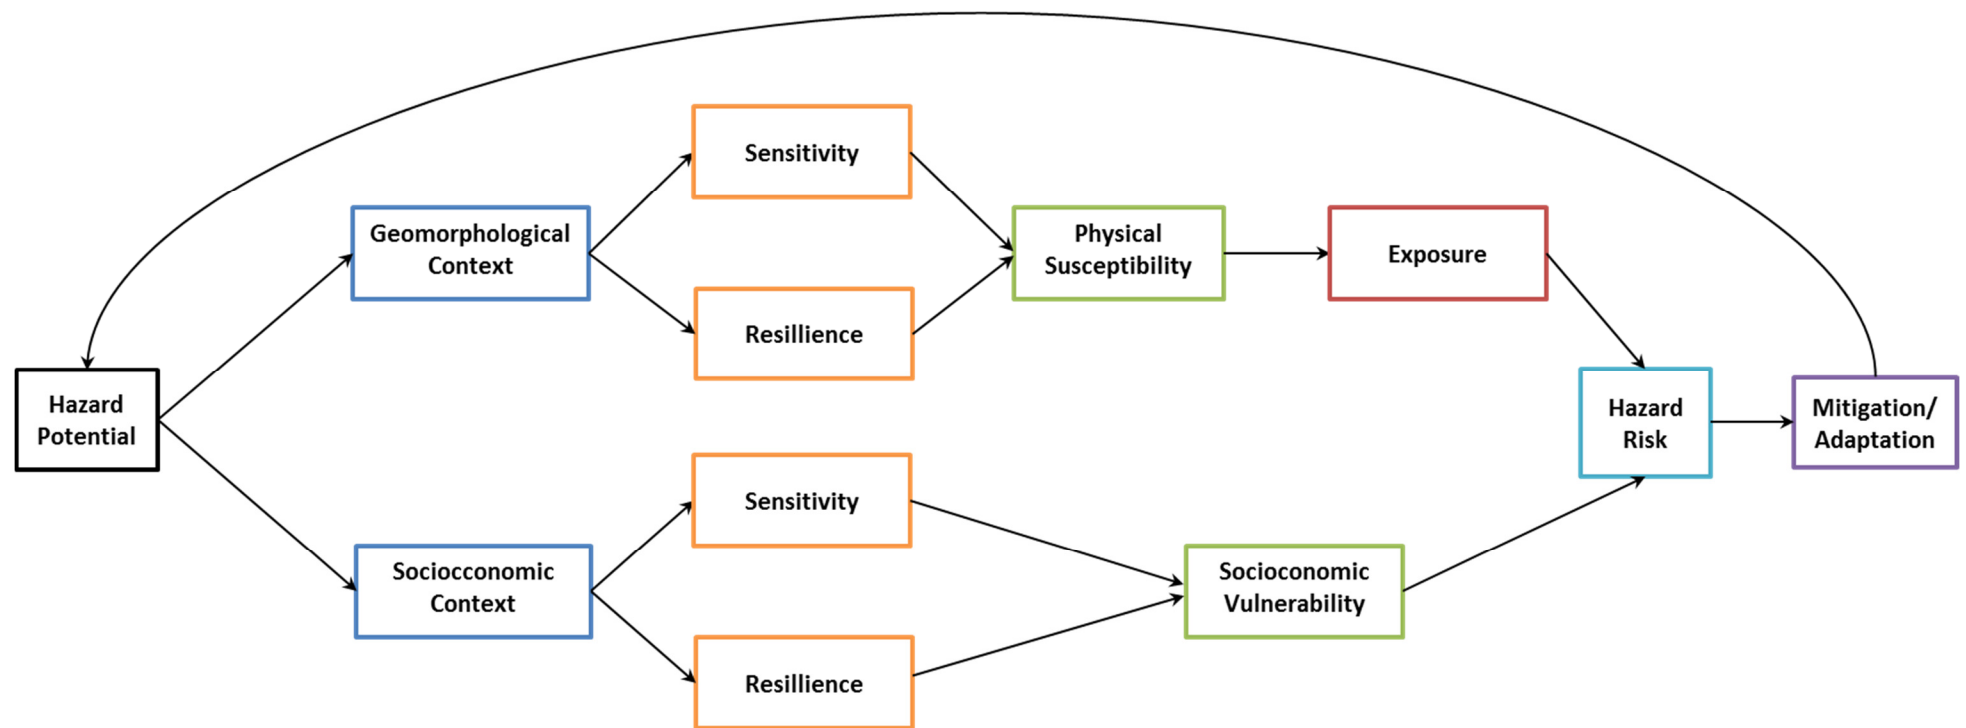 Sensitivity
Geomorphological
Context
Physical
Susceptibility
Exposure
Resillience
Hazard
Potential
Hazard
Risk
Mitigation/
Adaptation
Sensitivity
Sociocconomic
Context
Socioconomic
Vulnerability
Resillience